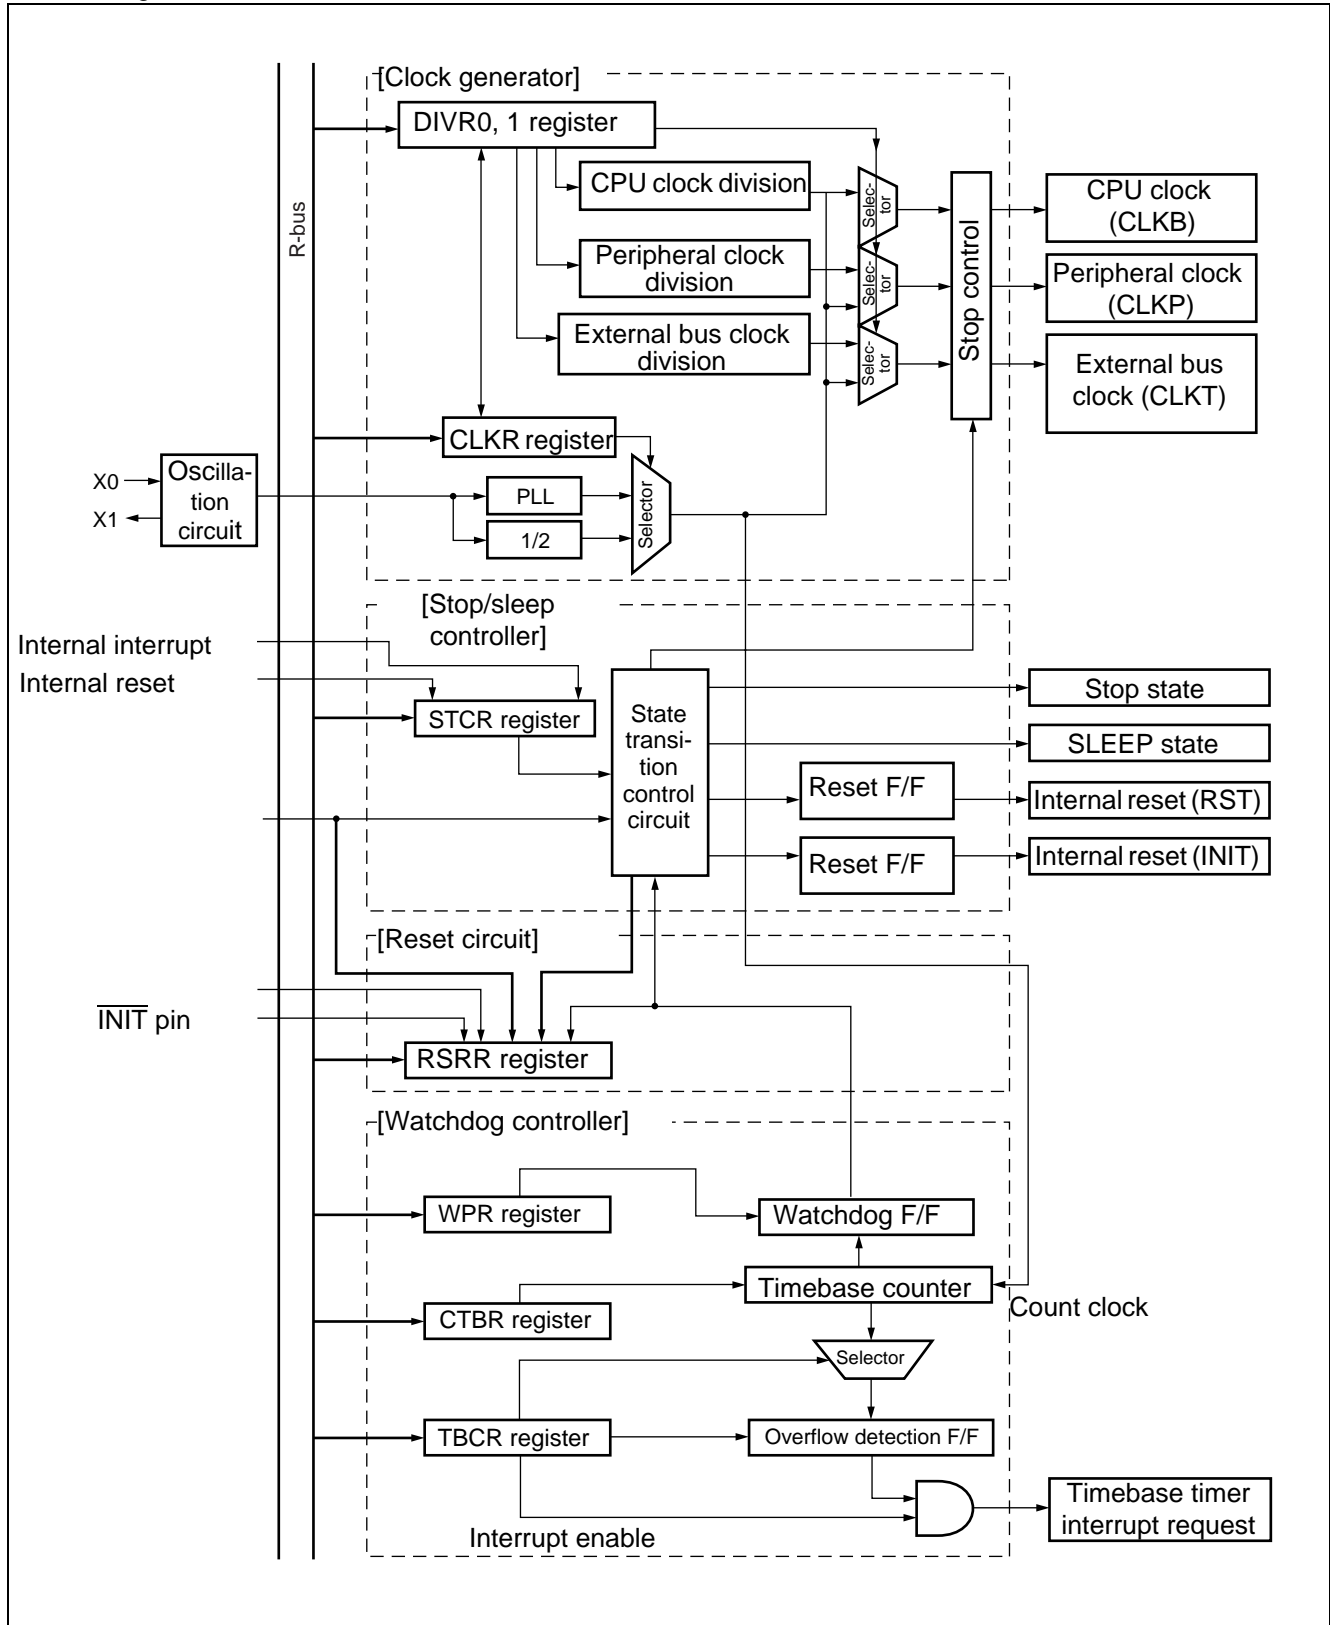 [Clock generator]
DIVR0, 1 register
R-bus
CPU clock division
Selec-
tor
Stop control
CPU clock
(CLKB)
Peripheral clock
division
Selec-
tor
Peripheral clock
(CLKP)
External bus clock
division
Selec-
tor
External bus
clock (CLKT)
CLKR register
X0
X1
Oscilla-
tion
circuit
PLL
1/2
Selector
[Stop/sleep
controller]
Internal interrupt
Internal reset
STCR register
State
transi-
tion
control
circuit
Stop state
SLEEP state
Reset F/F
Internal reset (RST)
Reset F/F
Internal reset (INIT)
[Reset circuit]
INIT pin
RSRR register
[Watchdog controller]
WPR register
Watchdog F/F
Timebase counter
Count clock
CTBR register
Selector
TBCR register
Overflow detection F/F
Interrupt enable
Timebase timer
interrupt request